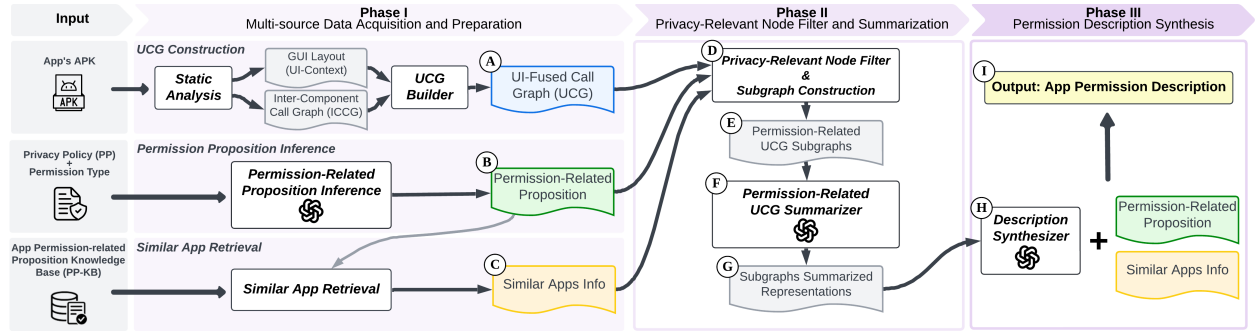 Input
Phase I
Multi-source Data Acquisition and Preparation
Phase II
Privacy-Relevant Node Filter and Summarization
Phase III
Permission Description Synthesis
App's APK
APK
UCG Construction
Static
Analysis
GUI Layout
(UI-Context)
Inter-Component
Call Graph (ICCG)
UCG
Builder
A
UI-Fused Call
Graph (UCG)
Privacy Policy (PP)
+
Permission Type
Permission Proposition Inference
Permission-Related
Proposition Inference
B
Permission-Related
Proposition
App Permission-related
Proposition Knowledge
Base (PP-KB)
Similar App Retrieval
Similar App Retrieval
C
Similar Apps Info
D
Privacy-Relevant Node Filter
&
Subgraph Construction
E
Permission-Related
UCG Subgraphs
F
Permission-Related
UCG Summarizer
G
Subgraphs Summarized
Representations
I
Output: App Permission Description
H
Description
Synthesizer
+
Permission-Related
Proposition
Similar Apps Info